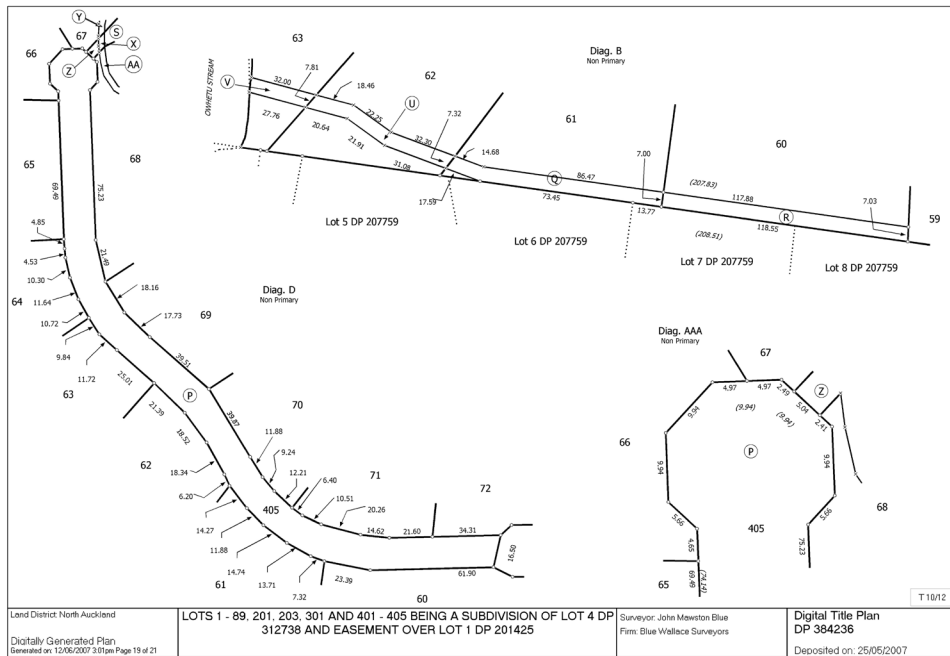 Y
S
67
X
66
Z
AA
65
68
69.49
75.23
4.85
4.53
21.49
10.30
18.16
64
11.64
10.72
17.73
69
9.84
11.72
39.51
63
25.01
P
21.39
39.87
70
18.52
62
11.88
18.34
9.24
6.20
12.21
6.40
71
72
405
10.51
20.26
14.27
14.62
21.60
34.31
11.88
16.50
14.74
61
13.71
7.32
23.39
61.90
60
Diag. D
Non Primary
Diag. B
Non Primary
63
OWHETU STREAM
V
32.00
7.81
18.46
62
U
22.25
7.32
32.30
61
27.76
20.64
21.91
14.68
31.08
17.59
Q
86.47
7.00
(207.83)
60
73.45
13.77
117.88
R
7.03
118.55
(208.51)
59
Lot 5 DP 207759
Lot 6 DP 207759
Lot 7 DP 207759
Lot 8 DP 207759
Diag. AAA
Non Primary
67
4.97
4.97
2.49
Z
5.04
9.94
(9.94)
(9.94)
2.41
66
P
9.94
9.94
68
5.66
5.66
405
4.65
75.23
65
69.49
(74.14)
T 10/12
Land District: North Auckland
Digitally Generated Plan
Generated on: 12/06/2007 3:01pm Page 19 of 21
LOTS 1 - 89, 201, 203, 301 AND 401 - 405 BEING A SUBDIVISION OF LOT 4 DP
312738 AND EASEMENT OVER LOT 1 DP 201425
Surveyor: John Mawston Blue
Firm: Blue Wallace Surveyors
Digital Title Plan
DP 384236
Deposited on: 25/05/2007